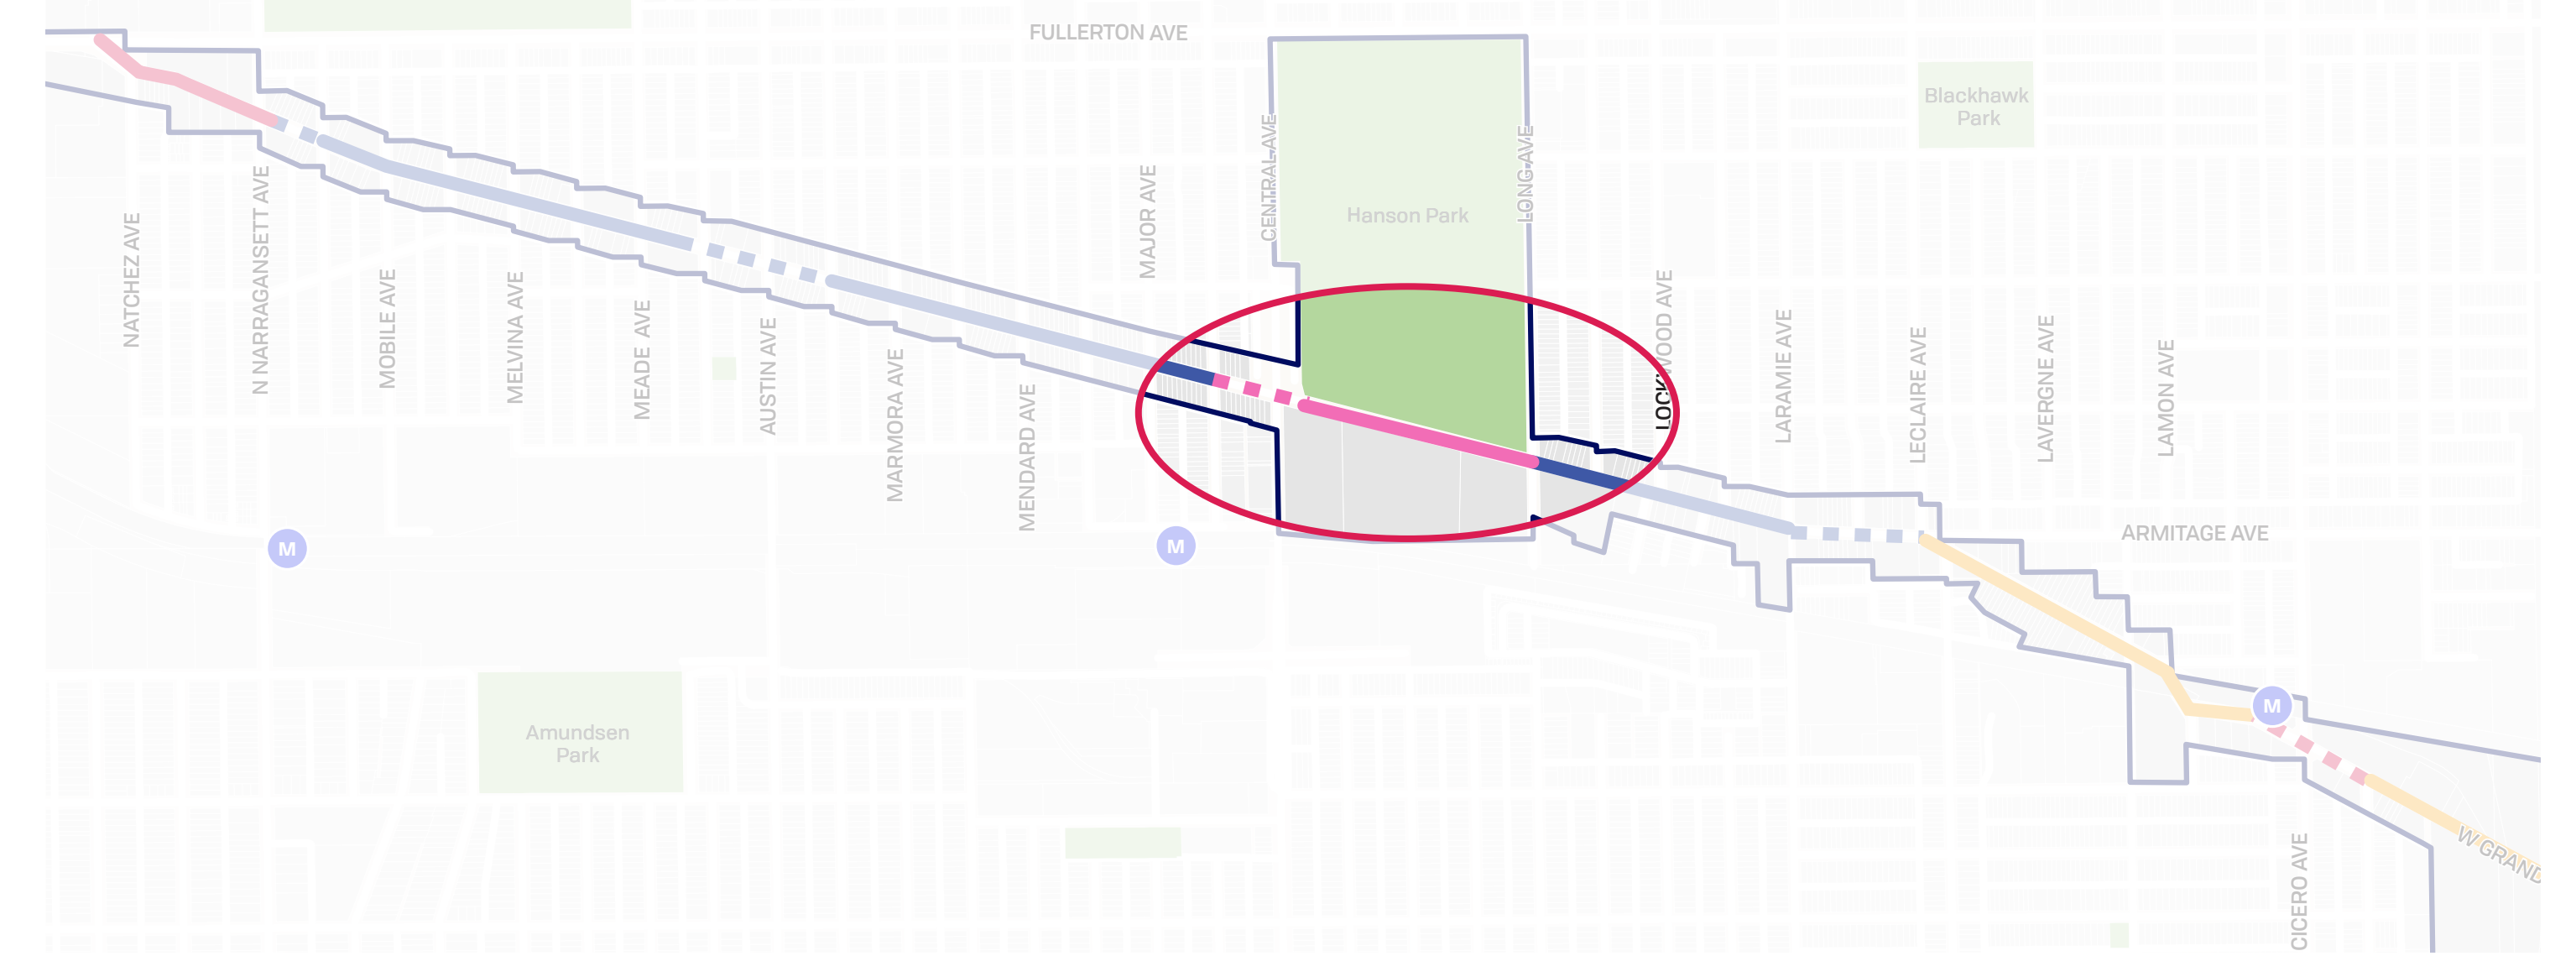 FULLERTON AVE
Blackhawk
Park
CENTRAL AVE
LONG AVE
Hanson Park
MAJOR AVE
NATCHEZ AVE
N NARRAGANSETT AVE
MOBILE AVE
MELVINA AVE
MEADE AVE
AUSTIN AVE
MARMORA AVE
MENDARD AVE
LOCKWOOD AVE
LARAMIE AVE
LECLAIRE AVE
LAVERGNE AVE
LAMON AVE
ARMITAGE AVE
M
M
M
Amundsen
Park
W GRAND
CICERO AVE